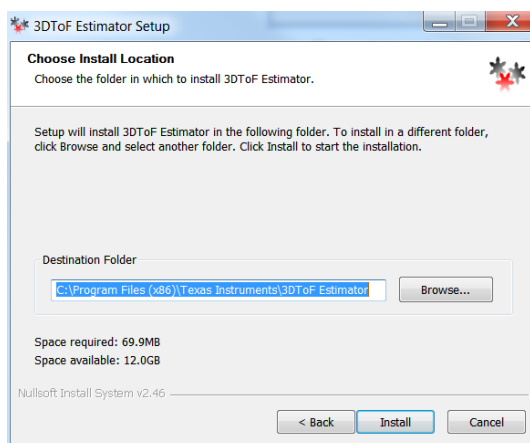 3DToF Estimator Setup
Choose Install Location
Choose the folder in which to install 3DToF Estimator.
Setup will install 3DToF Estimator in the following folder. To install in a different folder,
click Browse and select another folder. Click Install to start the installation.
Destination Folder
C:\Program Files (x86)\Texas Instruments\3DToF Estimator
Browse...
Space required: 69.9MB
Space available: 12.0GB
Nullsoft Install System v2.46
< Back
Install
Cancel